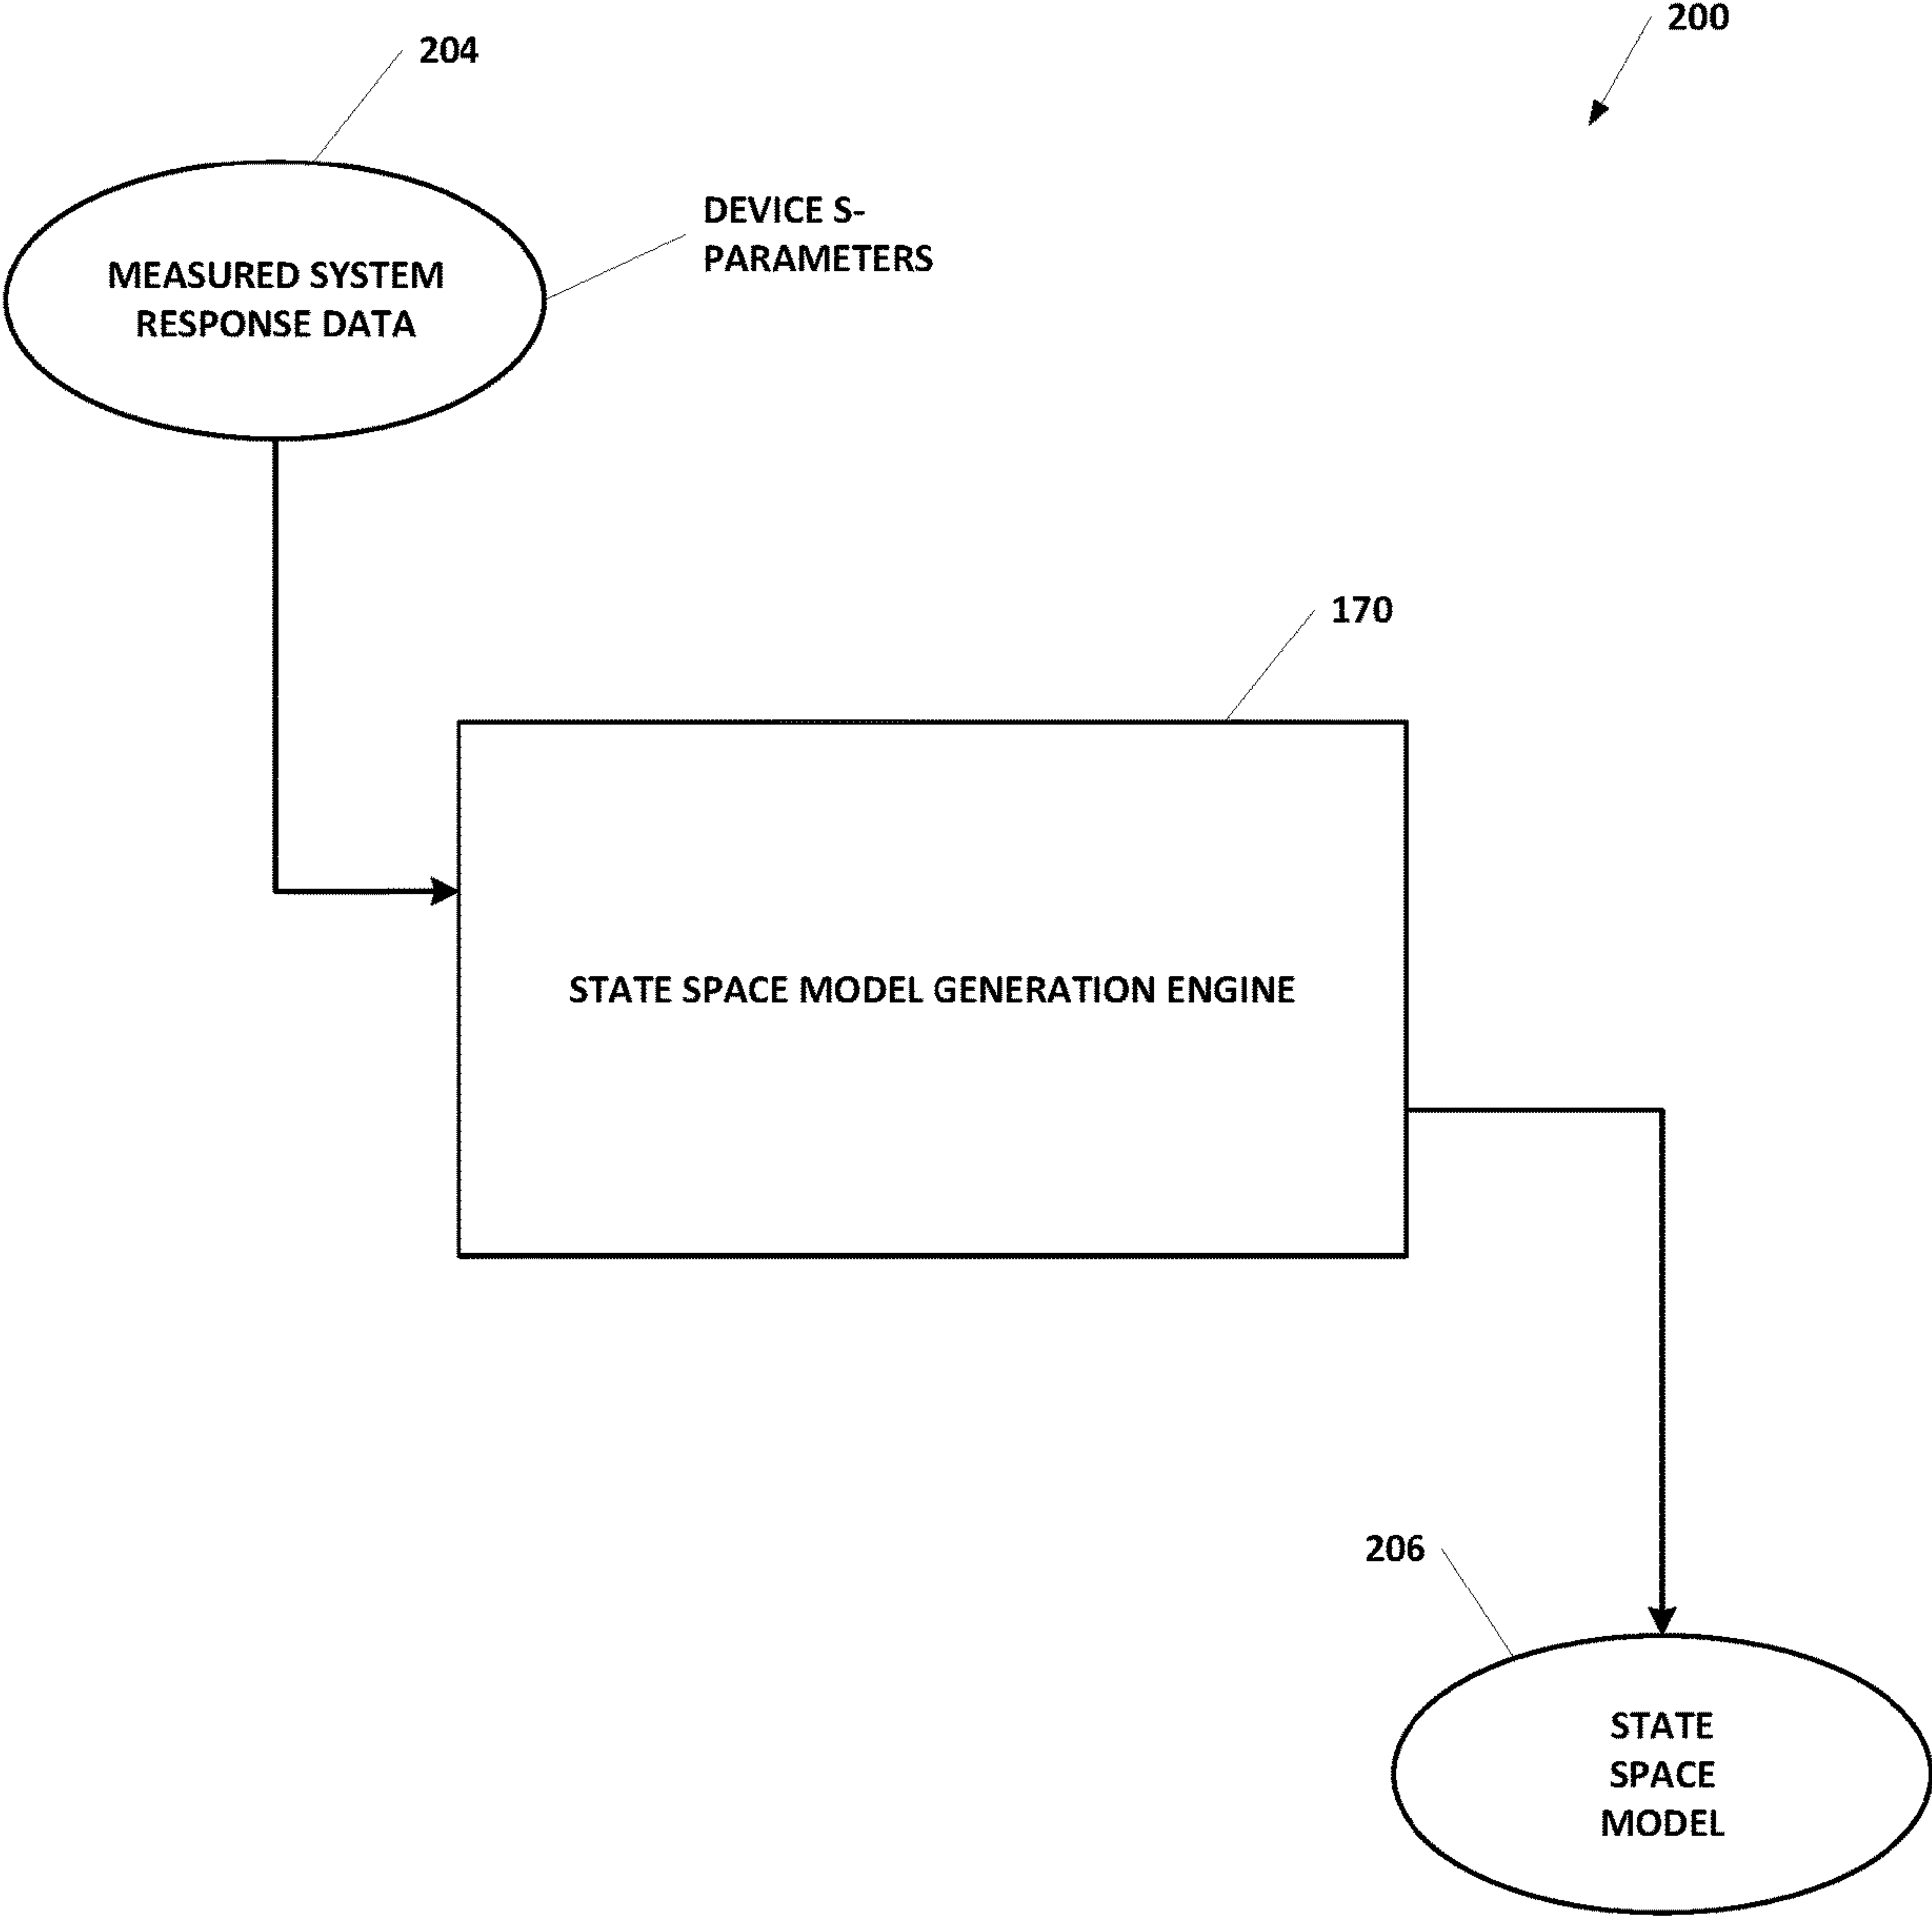 200
204
DEVICE S-
PARAMETERS
MEASURED SYSTEM
RESPONSE DATA
170
STATE SPACE MODEL GENERATION ENGINE
206
STATE
SPACE
MODEL